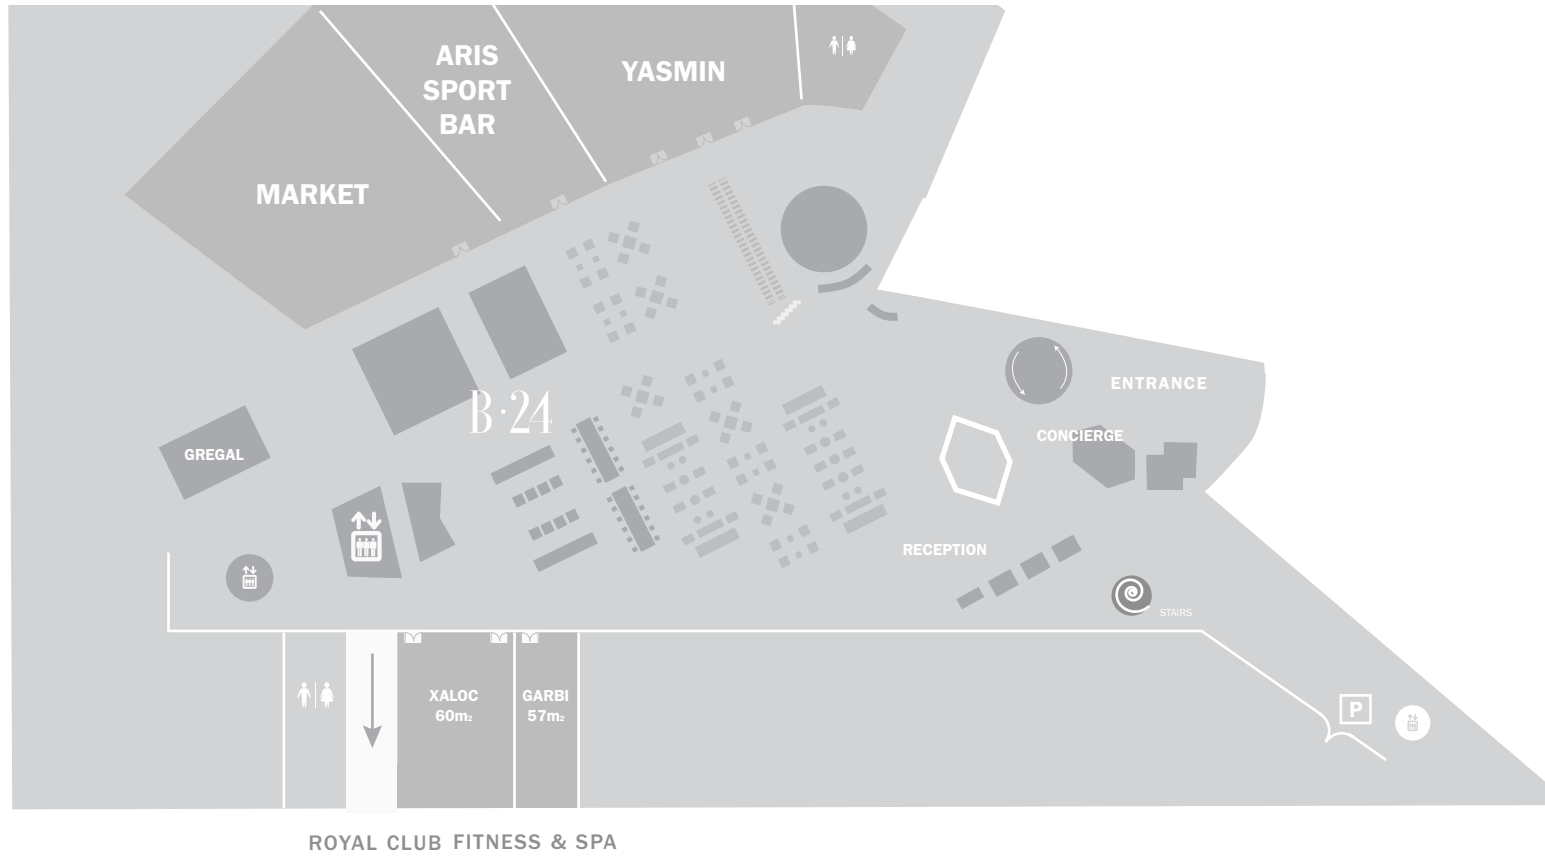 ARIS
SPORT
BAR
YASMIN
MARKET
ENTRANCE
B·24
CONCIERGE
GREGAL
RECEPTION
STAIRS
XALOC
60m2
GARBI
57m2
P
ROYAL CLUB FITNESS & SPA